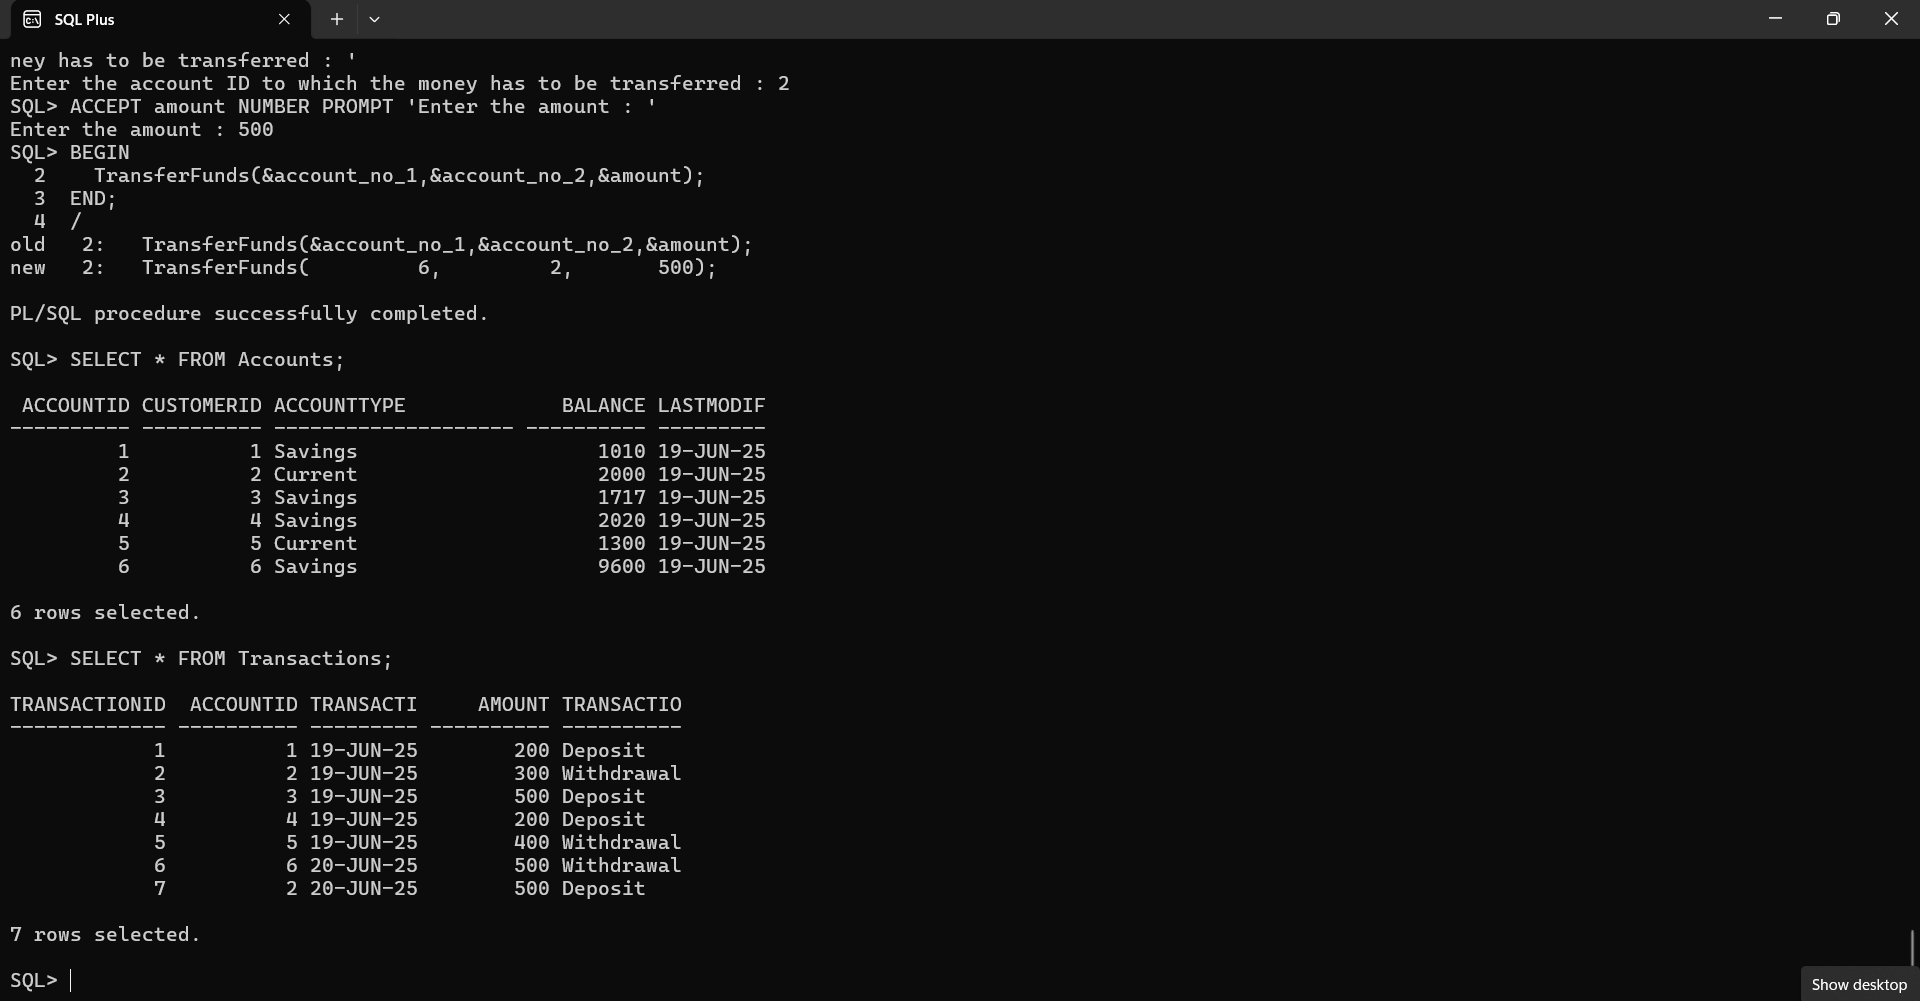 SQL Plus
ney has to be transferred : '
Enter the account ID to which the money has to be transferred : 2
SQL> ACCEPT amount NUMBER PROMPT 'Enter the amount : '
Enter the amount : 500
SQL> BEGIN
  2    TransferFunds(&account_no_1,&account_no_2,&amount);
  3  END;
  4  /
old   2:   TransferFunds(&account_no_1,&account_no_2,&amount);
new   2:   TransferFunds(         6,         2,       500);
PL/SQL procedure successfully completed.
SQL> SELECT * FROM Accounts;
 ACCOUNTID CUSTOMERID ACCOUNTTYPE             BALANCE LASTMODIF
---------- ---------- -------------------- ---------- ---------
         1          1 Savings                    1010 19-JUN-25
         2          2 Current                    2000 19-JUN-25
         3          3 Savings                    1717 19-JUN-25
         4          4 Savings                    2020 19-JUN-25
         5          5 Current                    1300 19-JUN-25
         6          6 Savings                    9600 19-JUN-25
6 rows selected.
SQL> SELECT * FROM Transactions;
TRANSACTIONID  ACCOUNTID TRANSACTI     AMOUNT TRANSACTIO
------------- ---------- --------- ---------- ----------
            1          1 19-JUN-25        200 Deposit
            2          2 19-JUN-25        300 Withdrawal
            3          3 19-JUN-25        500 Deposit
            4          4 19-JUN-25        200 Deposit
            5          5 19-JUN-25        400 Withdrawal
            6          6 20-JUN-25        500 Withdrawal
            7          2 20-JUN-25        500 Deposit
7 rows selected.
SQL>
Show desktop